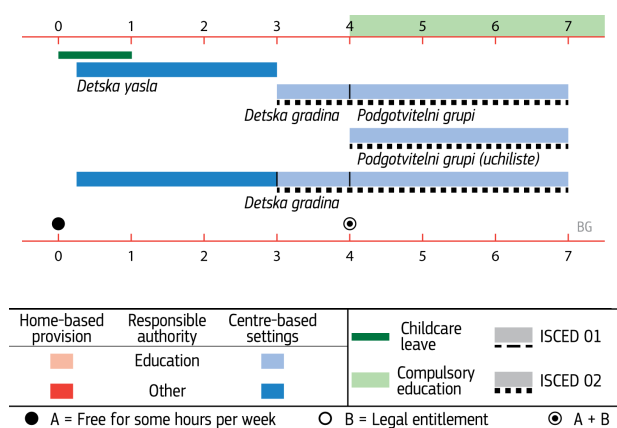 0 1 2 3 4 5 6 7
Detska yasla
Detska gradina Podgotvitelni grupi
Podgotvitelni grupi (uchiliste)
Detska gradina
BG
0 1 2 3 4 5 6 7
Home-based provision Responsible authority Centre-based settings
Education
Other
Childcare leave
ISCED 01
Compulsory education
ISCED 02
A = Free for some hours per week B = Legal entitlement A + B